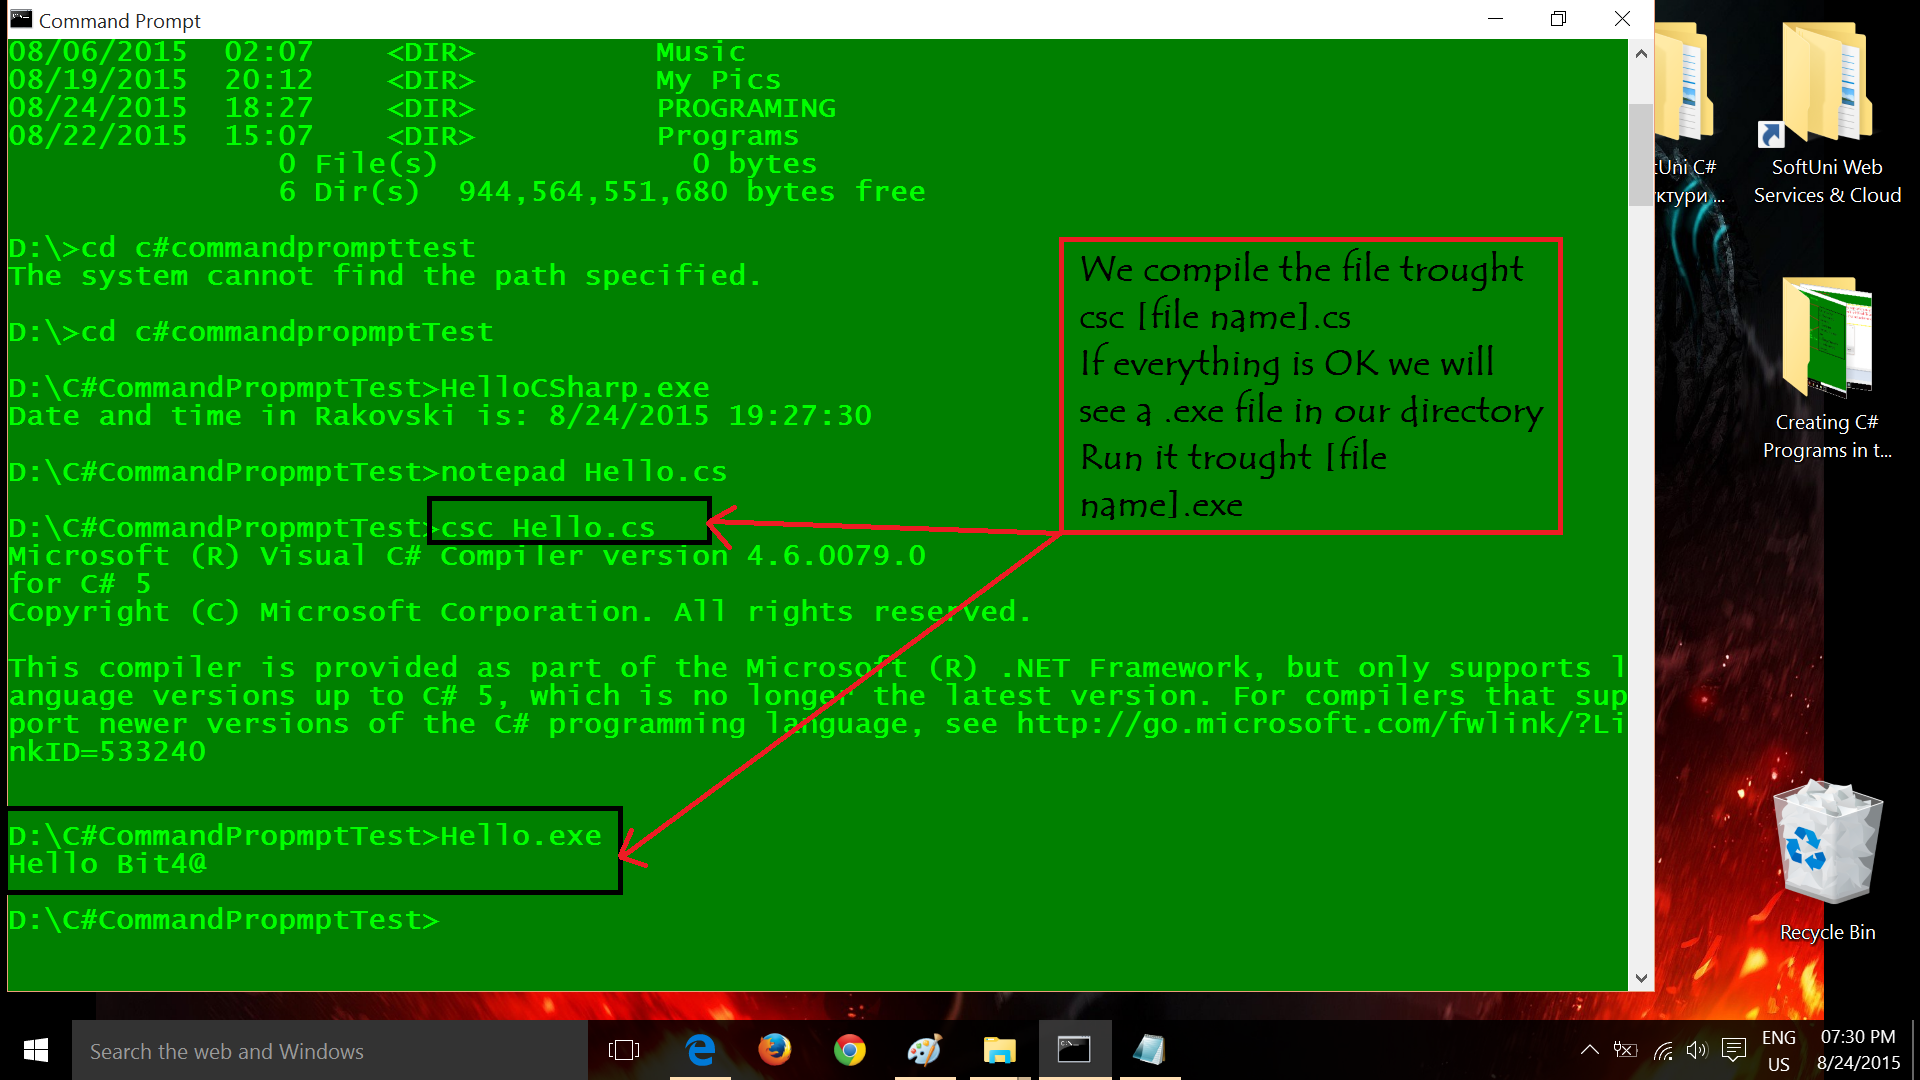 Command Prompt
08/06/2015  02:07    <DIR>          Music
08/19/2015  20:12    <DIR>          My Pics
08/24/2015  18:27    <DIR>          PROGRAMING
08/22/2015  15:07    <DIR>          Programs
0 File(s)              0 bytes
6 Dir(s)  944,564,551,680 bytes free
D:\>cd c#commandprompttest
The system cannot find the path specified.
D:\>cd c#commandpropmptTest
D:\C#CommandPropmptTest>HelloCSharp.exe
Date and time in Rakovski is: 8/24/2015 19:27:30
D:\C#CommandPropmptTest>notepad Hello.cs
D:\C#CommandPropmptTest>csc Hello.cs
Microsoft (R) Visual C# Compiler version 4.6.0079.0
for C# 5
Copyright (C) Microsoft Corporation. All rights reserved.
This compiler is provided as part of the Microsoft (R) .NET Framework, but only supports l
anguage versions up to C# 5, which is no longer the latest version. For compilers that sup
port newer versions of the C# programming language, see http://go.microsoft.com/fwlink/?Li
nkID=533240
D:\C#CommandPropmptTest>Hello.exe
Hello Bit4@
D:\C#CommandPropmptTest>
We compile the file trought
csc [file name].cs
If everything is OK we will
see a .exe file in our directory
Run it trought [file
name].exe
Uni C#
ктури ...
SoftUni Web
Services & Cloud
Creating C#
Programs in t...
Recycle Bin
Search the web and Windows
ENG
US
07:30 PM
8/24/2015